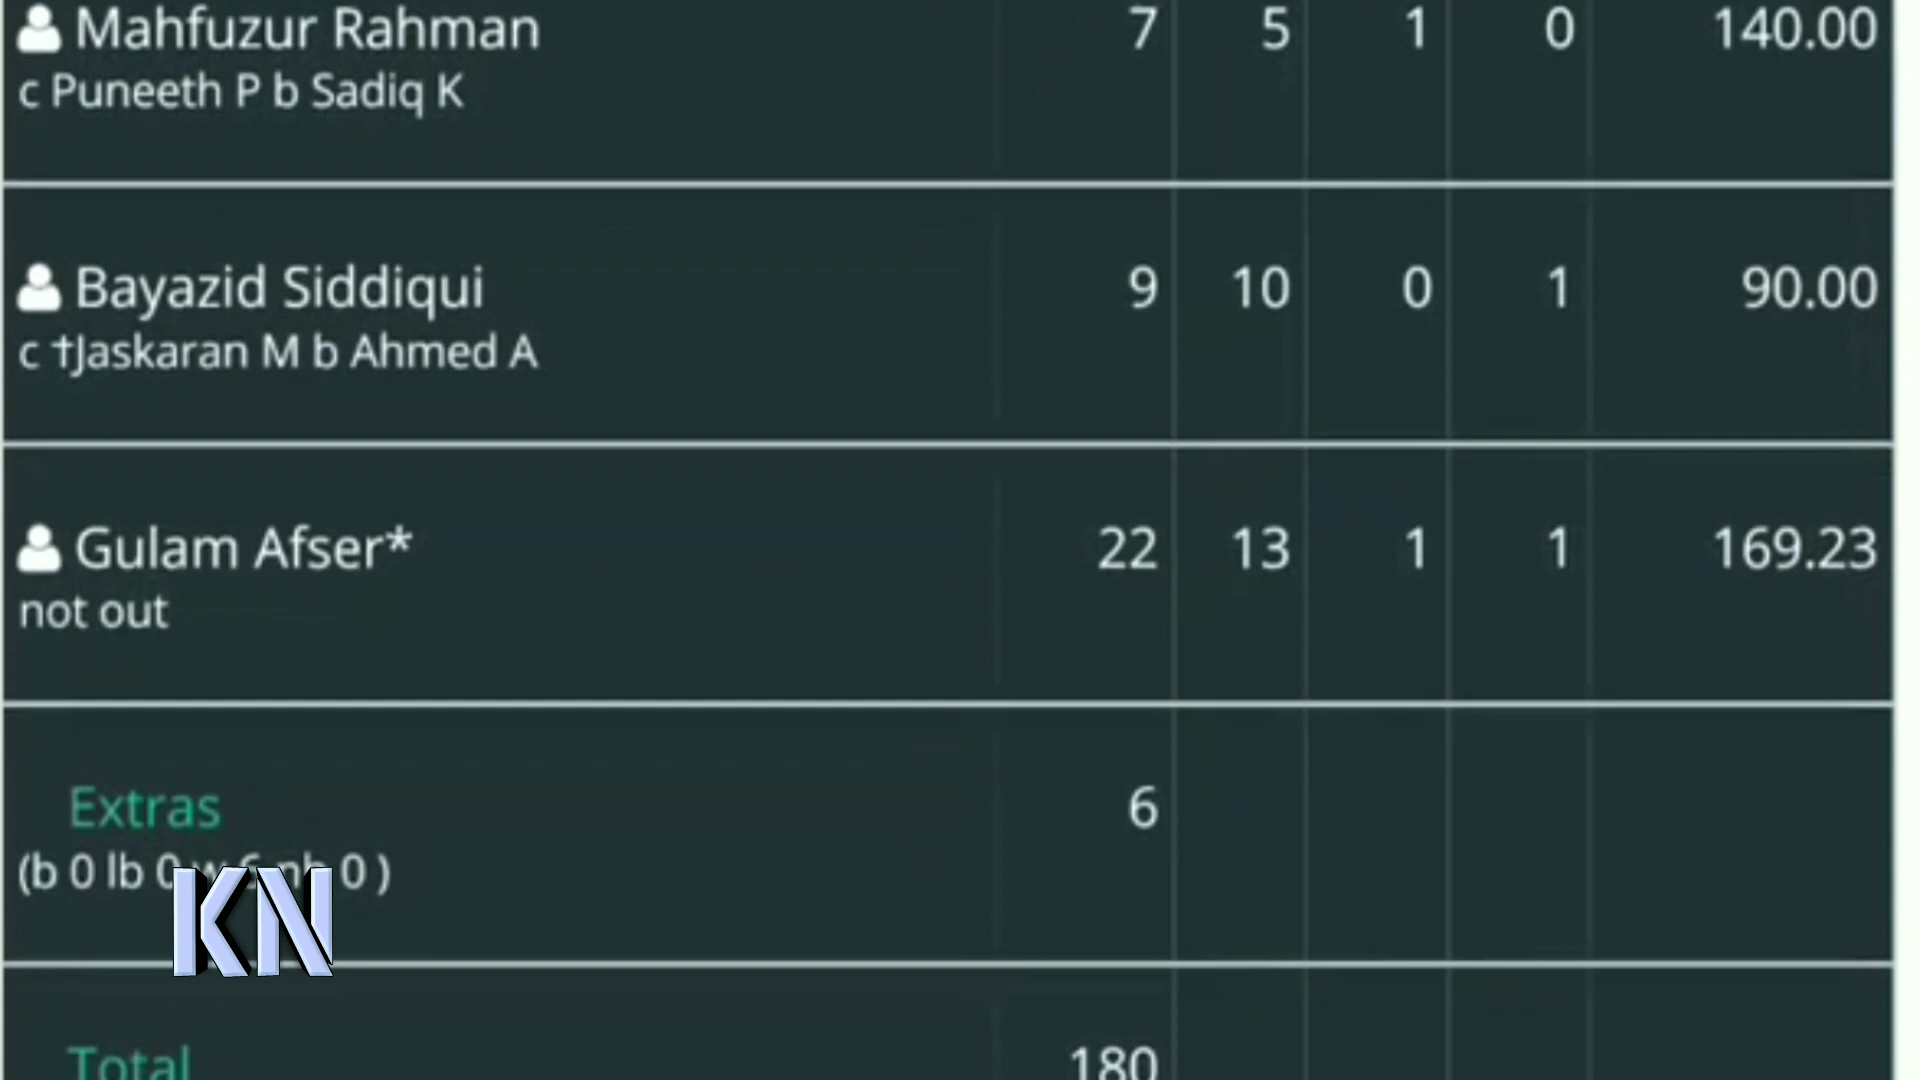 Mahfuzur Rahman 7 5 1 0 140.00
c Puneeth P b Sadiq K
Bayazid Siddiqui 9 10 0 1 90.00
c †Jaskaran M b Ahmed A
Gulam Afser* 22 13 1 1 169.23
not out
Extras 6
(b 0 lb 0 w 6 nb 0 )
KN
Total 180